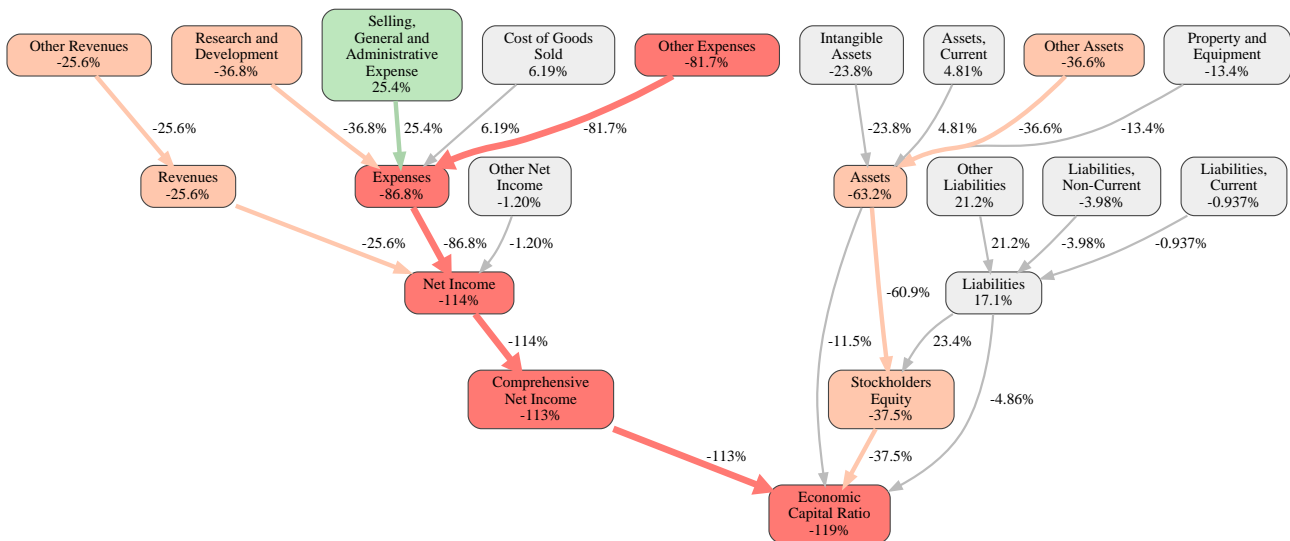 Other Revenues
-25.6%
Research and
Development
-36.8%
Selling,
General and
Administrative
Expense
25.4%
Cost of Goods
Sold
6.19%
Other Expenses
-81.7%
Intangible
Assets
-23.8%
Assets,
Current
4.81%
Other Assets
-36.6%
Property and
Equipment
-13.4%
-25.6%
-36.8%
25.4%
6.19%
-81.7%
-23.8%
4.81%
-36.6%
-13.4%
Revenues
-25.6%
Expenses
-86.8%
Other Net
Income
-1.20%
Assets
-63.2%
Other
Liabilities
21.2%
Liabilities,
Non-Current
-3.98%
Liabilities,
Current
-0.937%
-25.6%
-86.8%
-1.20%
21.2%
-3.98%
-0.937%
Net Income
-114%
-60.9%
Liabilities
17.1%
-114%
-11.5%
23.4%
Comprehensive
Net Income
-113%
Stockholders
Equity
-37.5%
-4.86%
-113%
-37.5%
Economic
Capital Ratio
-119%